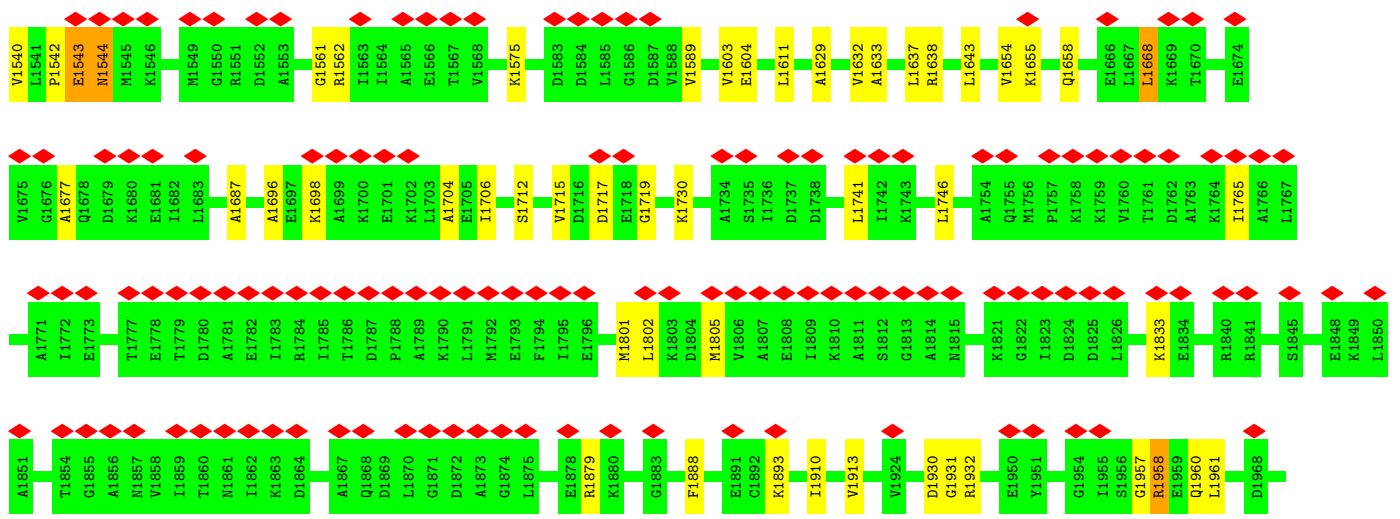 V1540 L1541 P1542 E1543 N1544 M1545 K1546 M1549 G1550 R1551 D1552 A1553 G1561 R1562 I1563 I1564 A1565 E1566 T1567 V1568 K1575 D1583 D1584 L1585 G1586 D1587 V1588 V1589 V1603 E1604 L1611 A1629 V1632 A1633 L1637 R1638 L1643 V1654 K1655 Q1658 E1666 L1667 L1668 K1669 T1670 E1674
V1675 G1676 A1677 Q1678 D1679 K1680 E1681 I1682 L1683 A1687 A1696 E1697 K1698 A1699 K1700 E1701 K1702 L1703 A1704 E1705 I1706 S1712 V1715 D1716 D1717 E1718 G1719 K1730 A1734 S1735 I1736 D1737 D1738 L1741 I1742 K1743 L1746 A1754 Q1755 M1756 P1757 K1758 K1759 V1760 T1761 D1762 A1763 K1764 I1765 A1766 L1767
A1771 I1772 E1773 T1777 E1778 T1779 D1780 A1781 E1782 I1783 R1784 I1785 T1786 D1787 P1788 A1789 K1790 L1791 M1792 E1793 F1794 I1795 E1796 M1801 L1802 K1803 D1804 M1805 V1806 A1807 E1808 I1809 K1810 A1811 S1812 G1813 A1814 N1815 K1821 G1822 I1823 D1824 D1825 L1826 K1833 E1834 R1840 R1841 S1845 E1848 K1849 L1850
A1851 T1854 G1855 A1856 N1857 V1858 I1859 T1860 N1861 I1862 K1863 D1864 A1867 Q1868 D1869 L1870 G1871 D1872 A1873 G1874 L1875 E1878 R1879 K1880 G1883 F1888 E1891 C1892 K1893 I1910 V1913 V1924 D1930 G1931 R1932 E1950 Y1951 G1954 I1955 S1956 G1957 R1958 E1959 Q1960 L1961 D1968